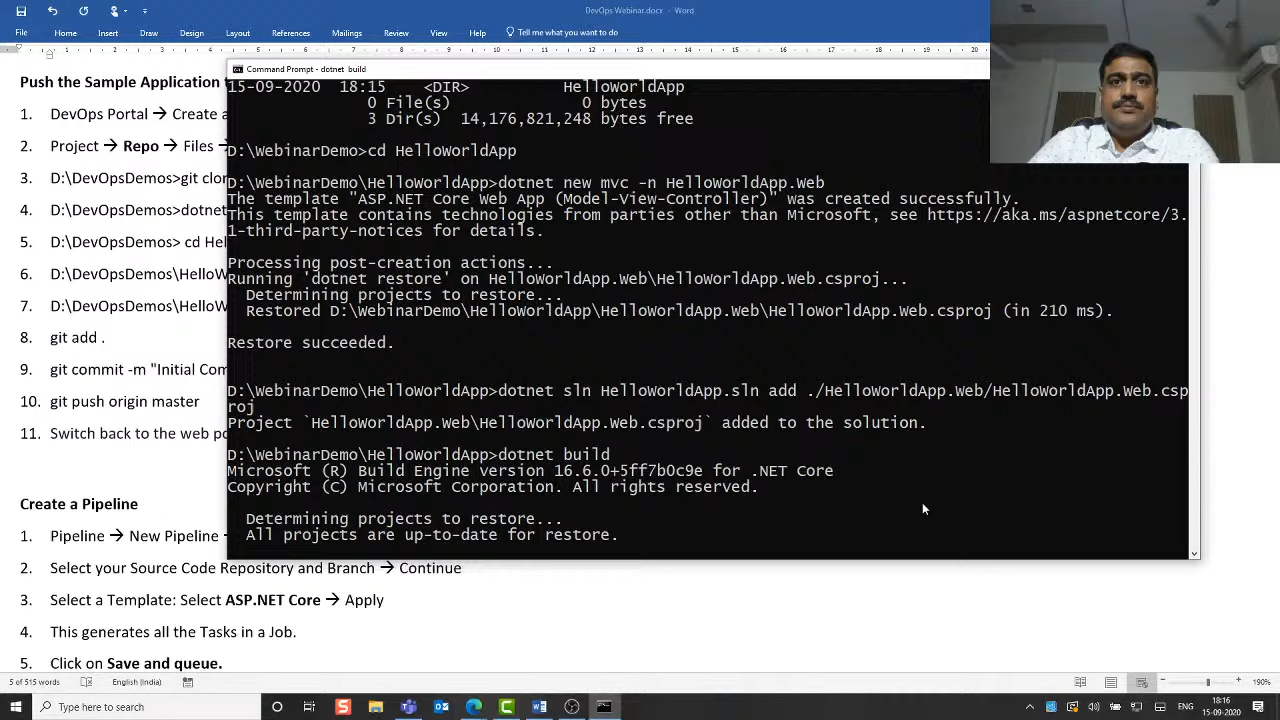 DevOps Webinar.docx - Word
File Home Insert Draw Design Layout References Mailings Review View Help Tell me what you want to do
Push the Sample Application
1. DevOps Portal → Create a
2. Project → Repo → Files →
3. D:\DevOpsDemos>git clon
4. D:\DevOpsDemos>dotnet
5. D:\DevOpsDemos> cd Hel
6. D:\DevOpsDemos\HelloW
7. D:\DevOpsDemos\HelloW
8. git add .
9. git commit -m "Initial Com
10. git push origin master
11. Switch back to the web po
Create a Pipeline
1. Pipeline → New Pipeline
2. Select your Source Code Repository and Branch → Continue
3. Select a Template: Select ASP.NET Core → Apply
4. This generates all the Tasks in a Job.
5. Click on Save and queue.
Command Prompt - dotnet build
15-09-2020 18:15 <DIR> HelloWorldApp
0 File(s) 0 bytes
3 Dir(s) 14,176,821,248 bytes free
D:\WebinarDemo>cd HelloWorldApp
D:\WebinarDemo\HelloWorldApp>dotnet new mvc -n HelloWorldApp.Web
The template "ASP.NET Core Web App (Model-View-Controller)" was created successfully.
This template contains technologies from parties other than Microsoft, see https://aka.ms/aspnetcore/3.
1-third-party-notices for details.
Processing post-creation actions...
Running 'dotnet restore' on HelloWorldApp.Web\HelloWorldApp.Web.csproj...
Determining projects to restore...
Restored D:\WebinarDemo\HelloWorldApp\HelloWorldApp.Web\HelloWorldApp.Web.csproj (in 210 ms).
Restore succeeded.
D:\WebinarDemo\HelloWorldApp>dotnet sln HelloWorldApp.sln add ./HelloWorldApp.Web/HelloWorldApp.Web.csp
roj
Project `HelloWorldApp.Web\HelloWorldApp.Web.csproj` added to the solution.
D:\WebinarDemo\HelloWorldApp>dotnet build
Microsoft (R) Build Engine version 16.6.0+5ff7b0c9e for .NET Core
Copyright (C) Microsoft Corporation. All rights reserved.
Determining projects to restore...
All projects are up-to-date for restore.
5 of 515 words English (India) 190%
Type here to search
ENG 18:16
15-09-2020